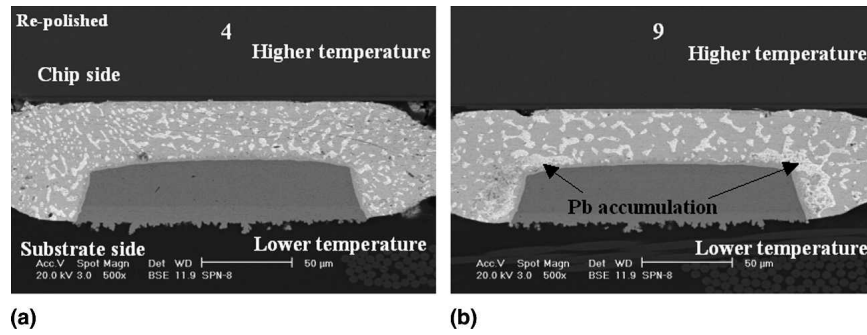 Re-polished
4
Higher temperature
Chip side
Substrate side
Lower temperature
Acc.V Spot Magn Det WD
20.0 kV 3.0 500x BSE 11.9 SPN-8
50 µm
(a)
9
Higher temperature
Pb accumulation
Lower temperature
Acc.V Spot Magn Det WD
20.0 kV 3.0 500x BSE 11.9 SPN-8
50 µm
(b)